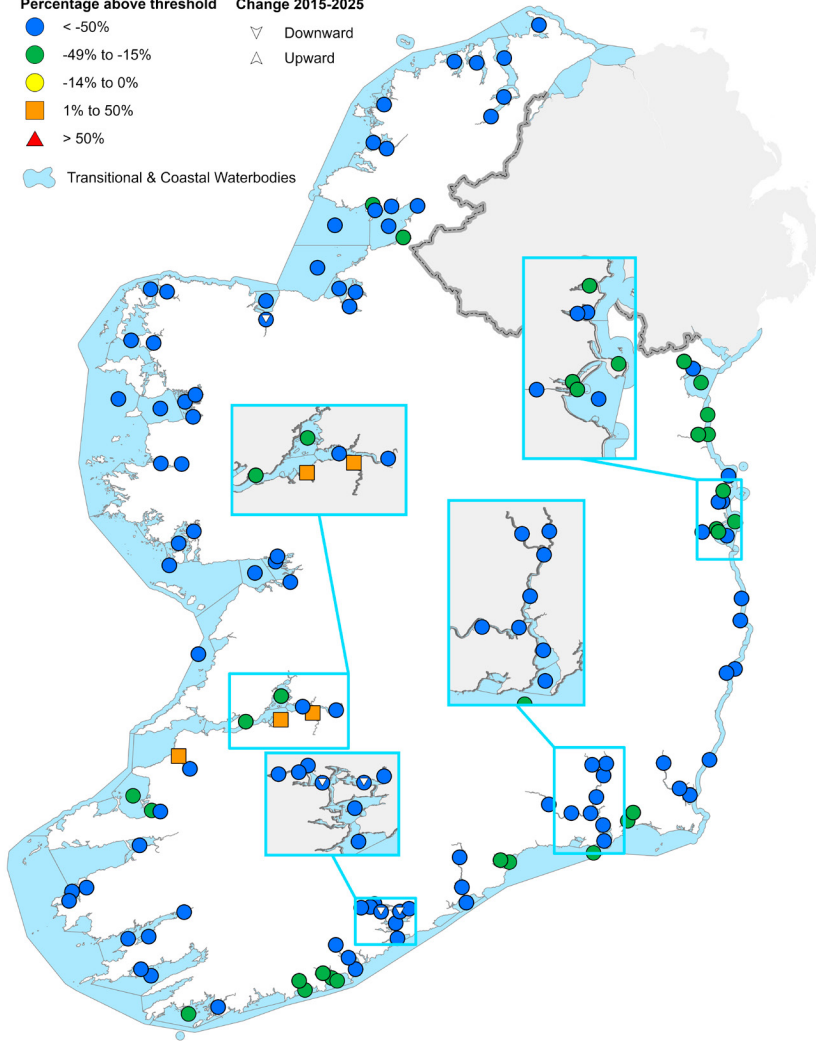 Percentage above threshold
Change 2015-2025
< -50%
Downward
-49% to -15%
Upward
-14% to 0%
1% to 50%
> 50%
Transitional & Coastal Waterbodies